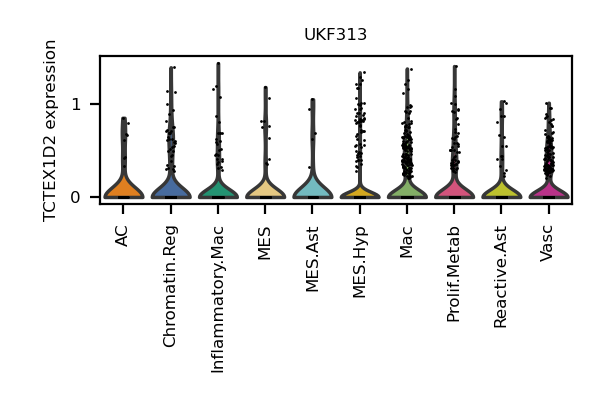 UKF313
TCTEX1D2 expression
1
0
AC
Chromatin.Reg
Inflammatory.Mac
MES
MES.Ast
MES.Hyp
Mac
Prolif.Metab
Reactive.Ast
Vasc